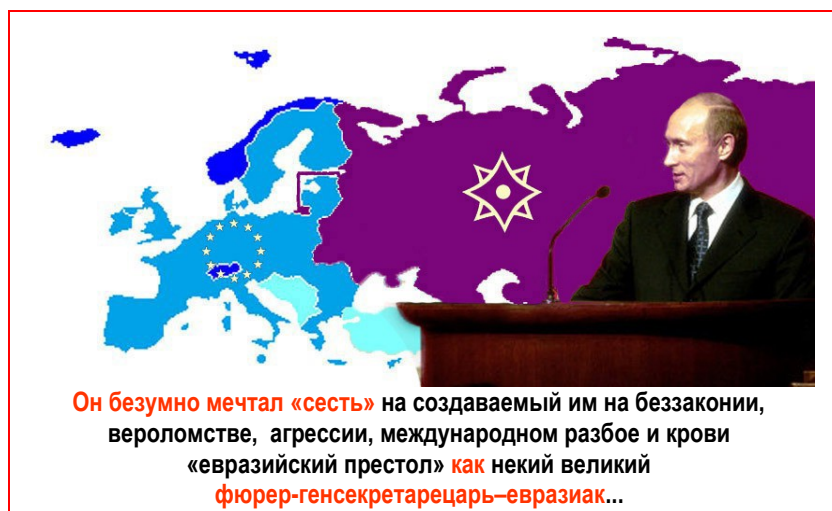 Он безумно мечтал «сесть» на создаваемый им на беззаконии,
вероломстве, агрессии, международном разбое и крови
«евразийский престол» как некий великий
фюрер-генсекретарецарь–евразиак...